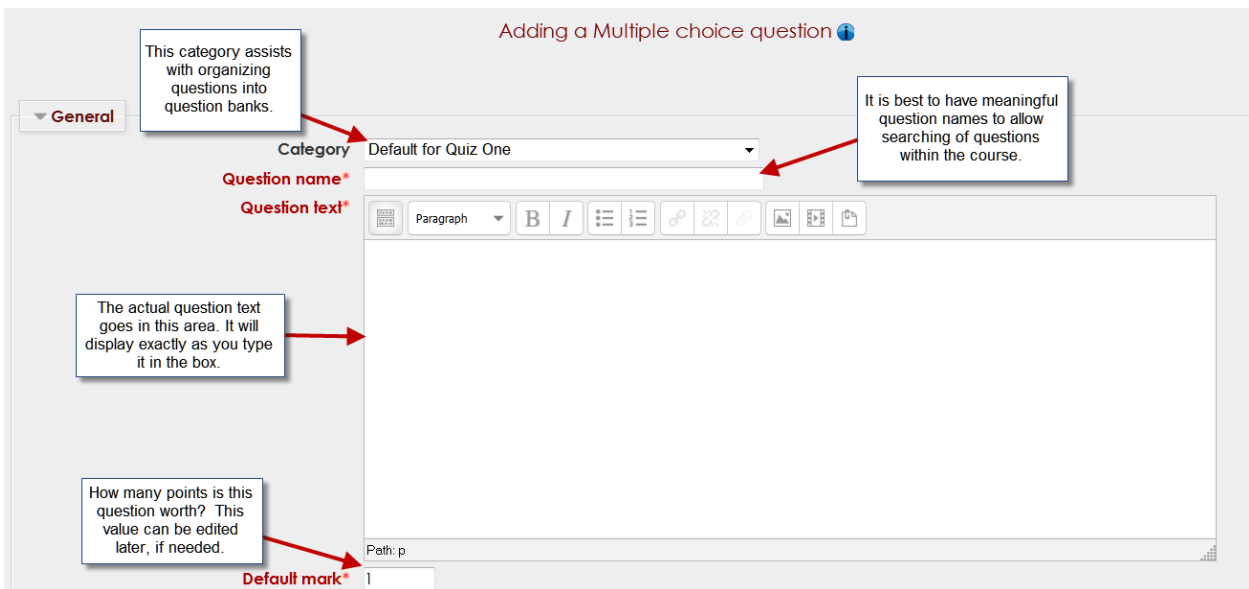 Adding a Multiple choice question
This category assists
with organizing
questions into
question banks.
It is best to have meaningful
question names to allow
searching of questions
within the course.
General
Category Default for Quiz One
Question name*
Question text*
Paragraph B I
The actual question text
goes in this area. It will
display exactly as you type
it in the box.
How many points is this
question worth? This
value can be edited
later, if needed.
Path: p
Default mark* 1